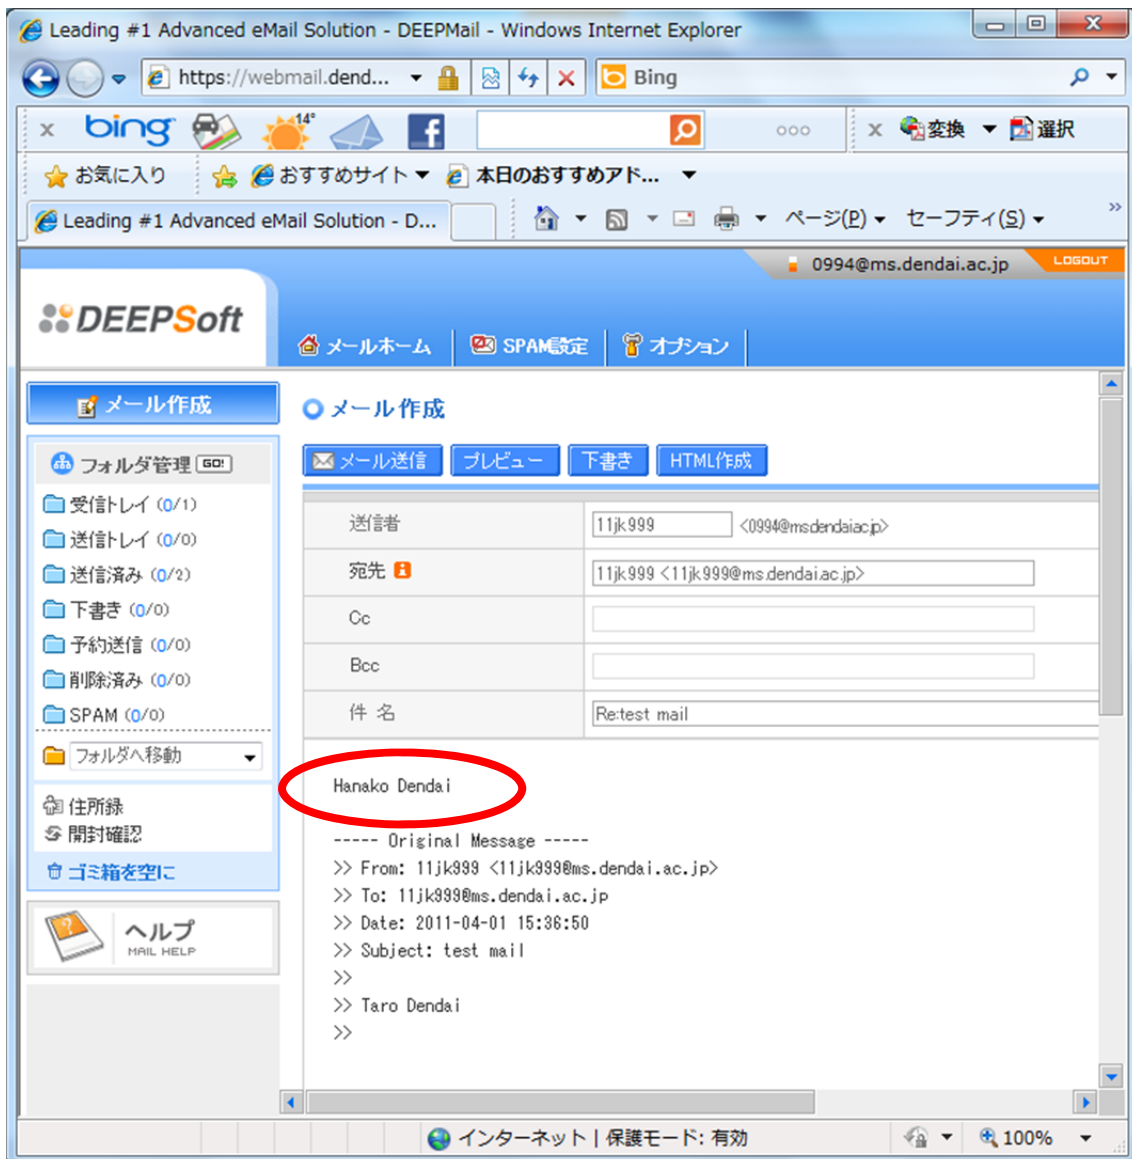 Leading #1 Advanced eMail Solution - DEEPMail - Windows Internet Explorer
https://webmail.dend...
Bing
x bing 14° f ooo x 変換 選択
お気に入り おすすめサイト 本日のおすすめアド...
Leading #1 Advanced eMail Solution - D... ページ(P) セーフティ(S) »
0994@ms.dendai.ac.jp LOGOUT
DEEPSoft
メールホーム SPAM設定 オプション
メール作成
フォルダ管理 GO!
受信トレイ (0/1)
送信トレイ (0/0)
送信済み (0/2)
下書き (0/0)
予約送信 (0/0)
削除済み (0/0)
SPAM (0/0)
フォルダへ移動
住所録
開封確認
ゴミ箱を空に
ヘルプ
MAIL HELP
メール作成
メール送信 プレビュー 下書き HTML作成
送信者 11jk999 <0994@ms.dendai.ac.jp>
宛先 11jk999 <11jk999@ms.dendai.ac.jp>
Cc
Bcc
件 名 Re:test mail
Hanako Dendai
----- Original Message -----
>> From: 11jk999 <11jk999@ms.dendai.ac.jp>
>> To: 11jk999@ms.dendai.ac.jp
>> Date: 2011-04-01 15:36:50
>> Subject: test mail
>>
>> Taro Dendai
>>
インターネット | 保護モード: 有効 100%